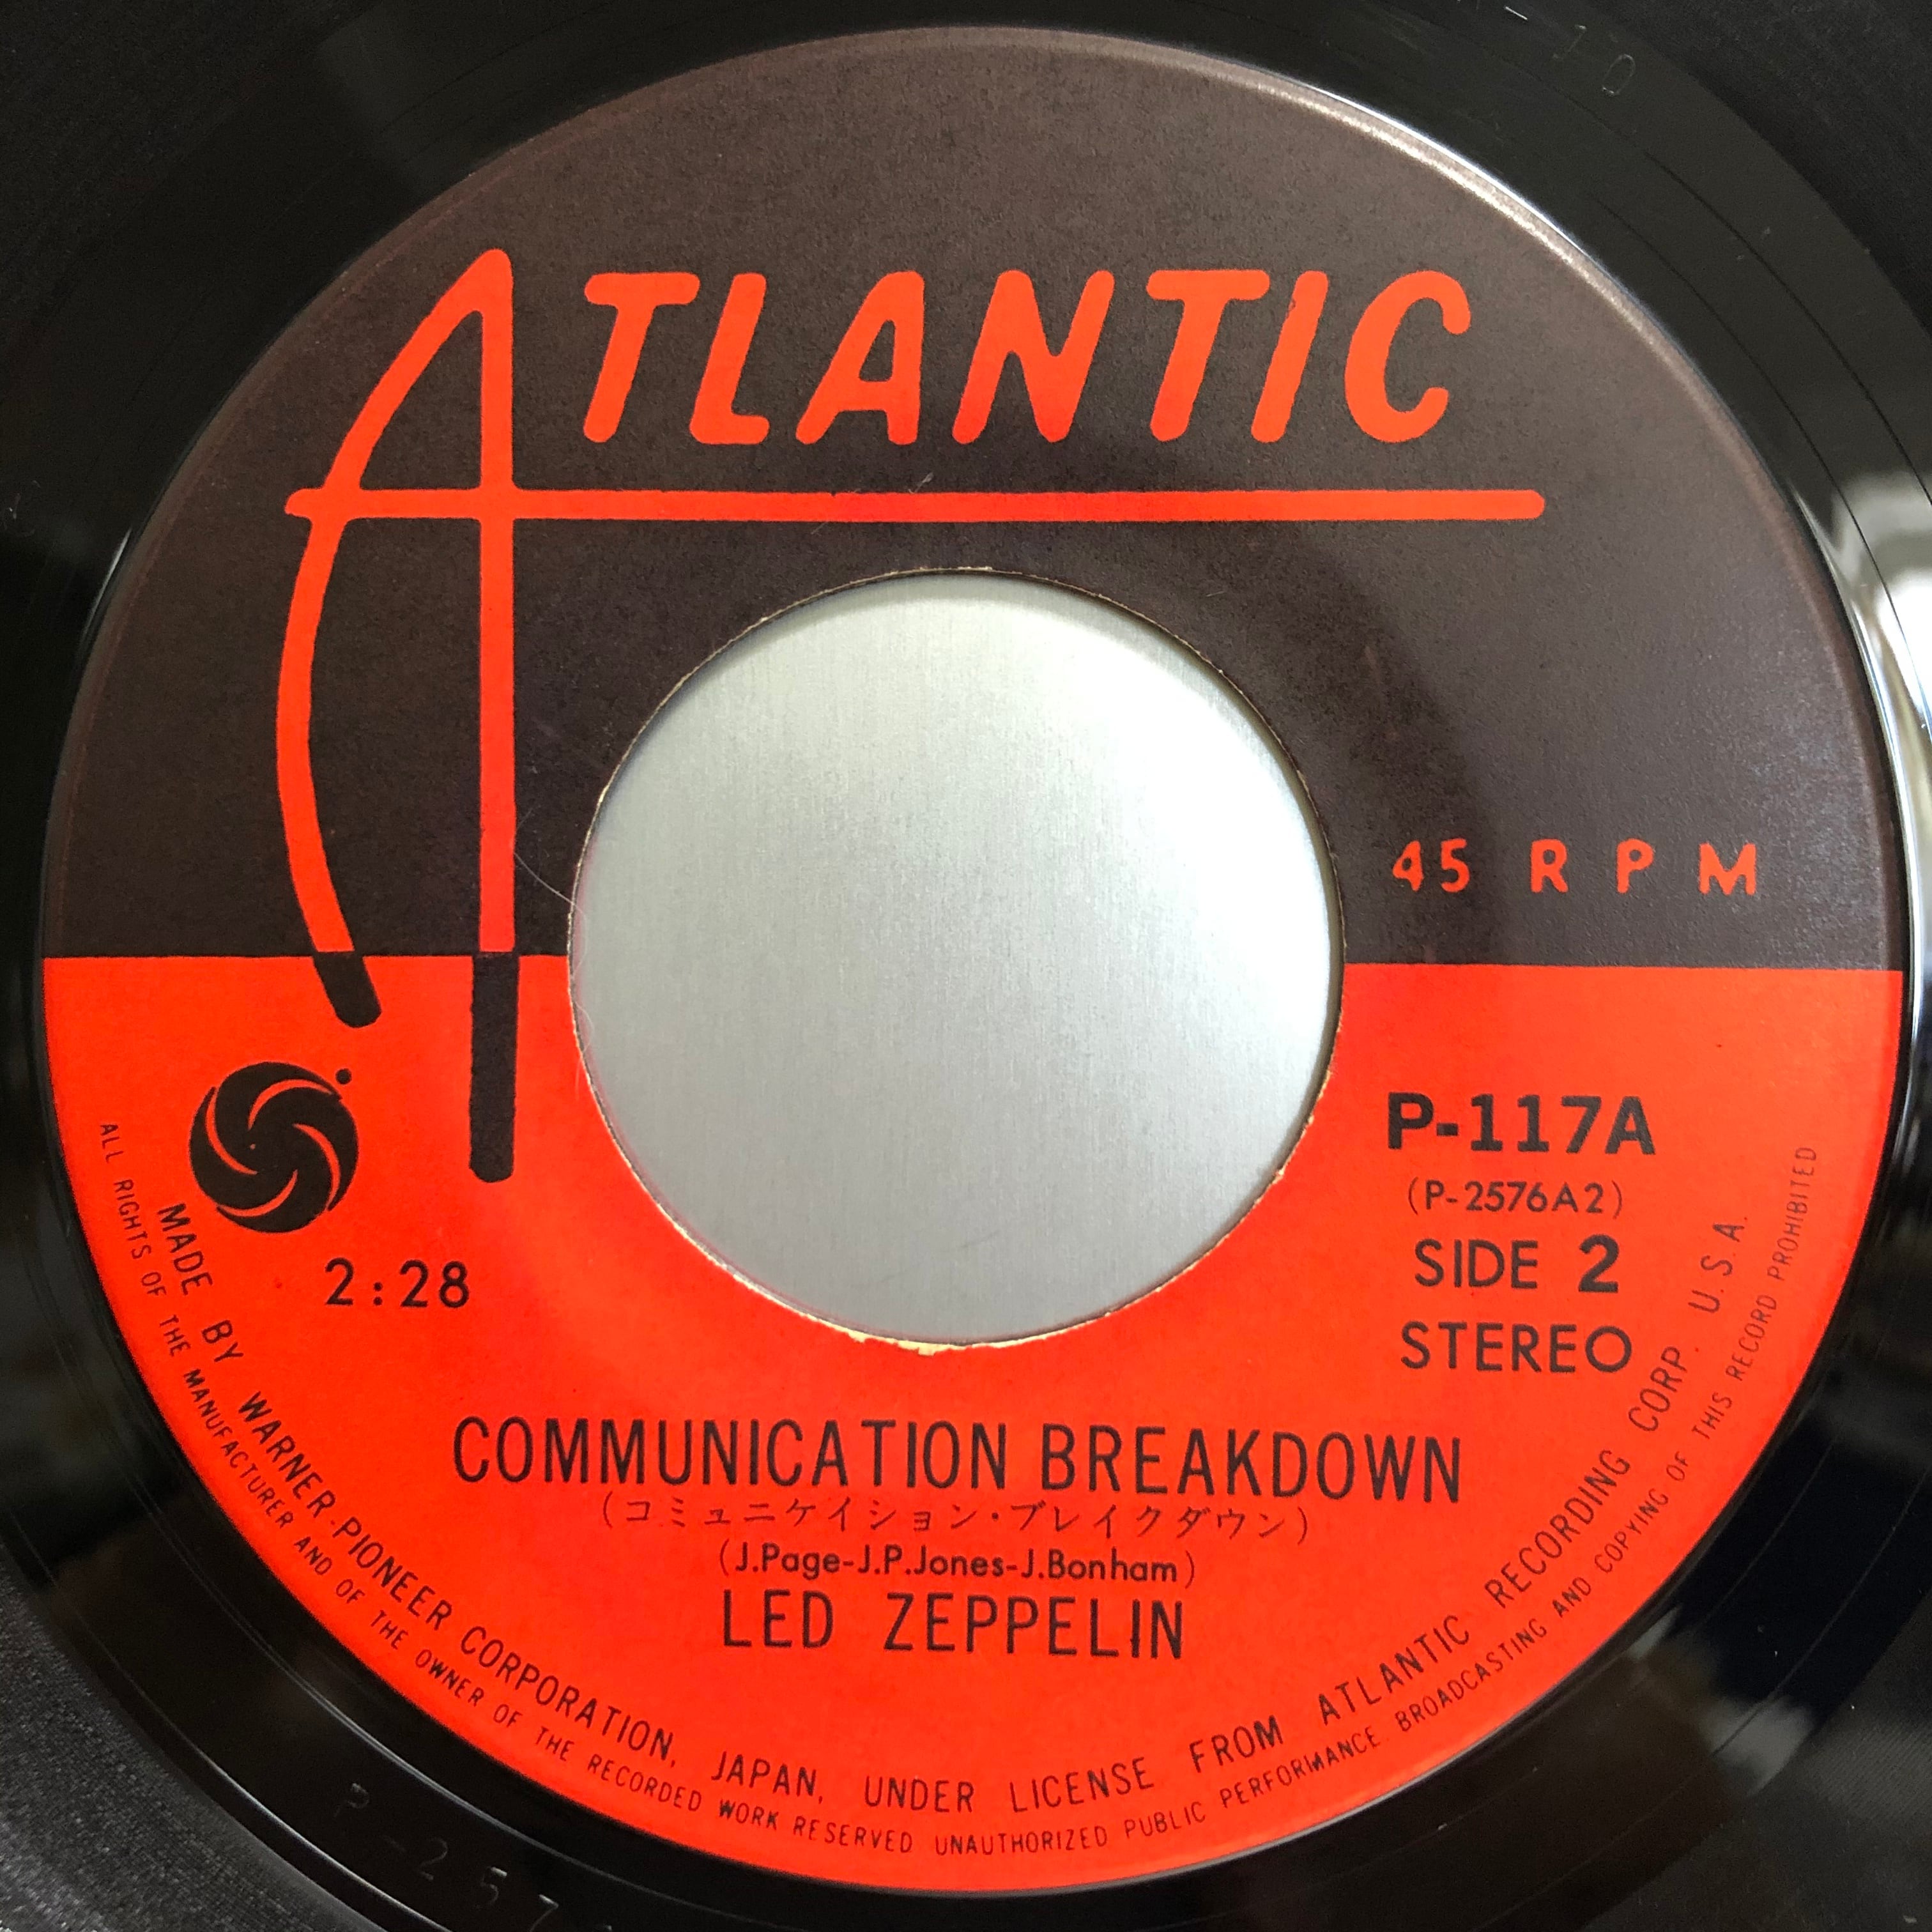 ATLANTIC
45 RPM
P-117A
(P-2576A2)
SIDE 2
STEREO
2:28
COMMUNICATION BREAKDOWN
(コミュニケイション・ブレイクダウン)
(J.Page-J.P.Jones-J.Bonham)
LED ZEPPELIN
MADE BY WARNER-PIONEER CORPORATION, JAPAN, UNDER LICENSE FROM ATLANTIC RECORDING CORP. U.S.A.
ALL RIGHTS OF THE MANUFACTURER AND OF THE OWNER OF THE RECORDED WORK RESERVED UNAUTHORIZED PUBLIC PERFORMANCE. BROADCASTING AND COPYING OF THIS RECORD PROHIBITED